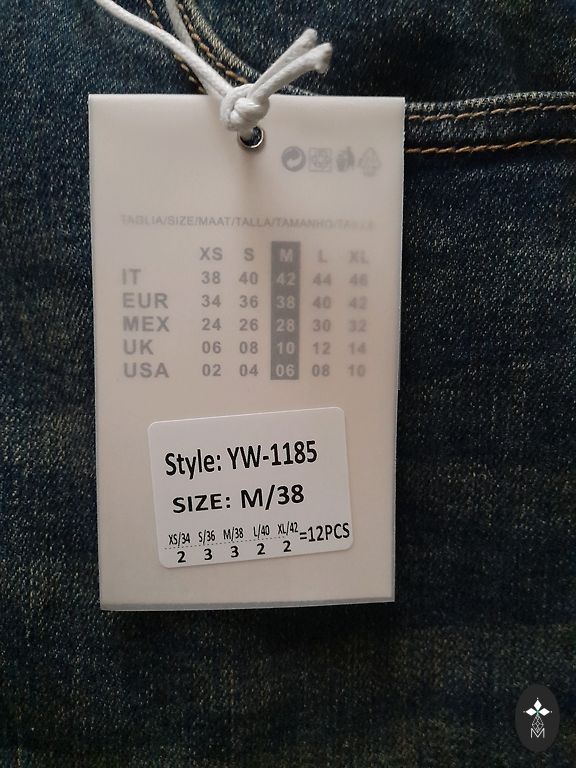 TAGLIA/SIZE/MAAT/TALLA/TAMANHO/TAILLE
XS S M L XL
IT 38 40 42 44 46
EUR 34 36 38 40 42
MEX 24 26 28 30 32
UK 06 08 10 12 14
USA 02 04 06 08 10
Style: YW-1185
SIZE: M/38
XS/34 S/36 M/38 L/40 XL/42 =12PCS
2 3 3 2 2
M